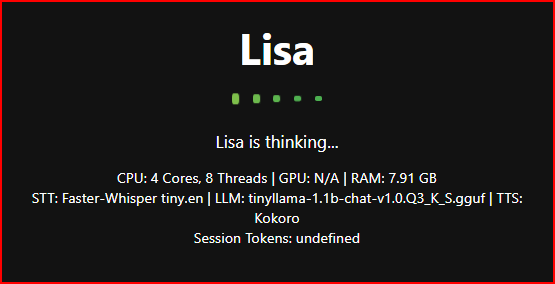 Lisa
Lisa is thinking...
CPU: 4 Cores, 8 Threads | GPU: N/A | RAM: 7.91 GB
STT: Faster-Whisper tiny.en | LLM: tinyllama-1.1b-chat-v1.0.Q3_K_S.gguf | TTS:
Kokoro
Session Tokens: undefined